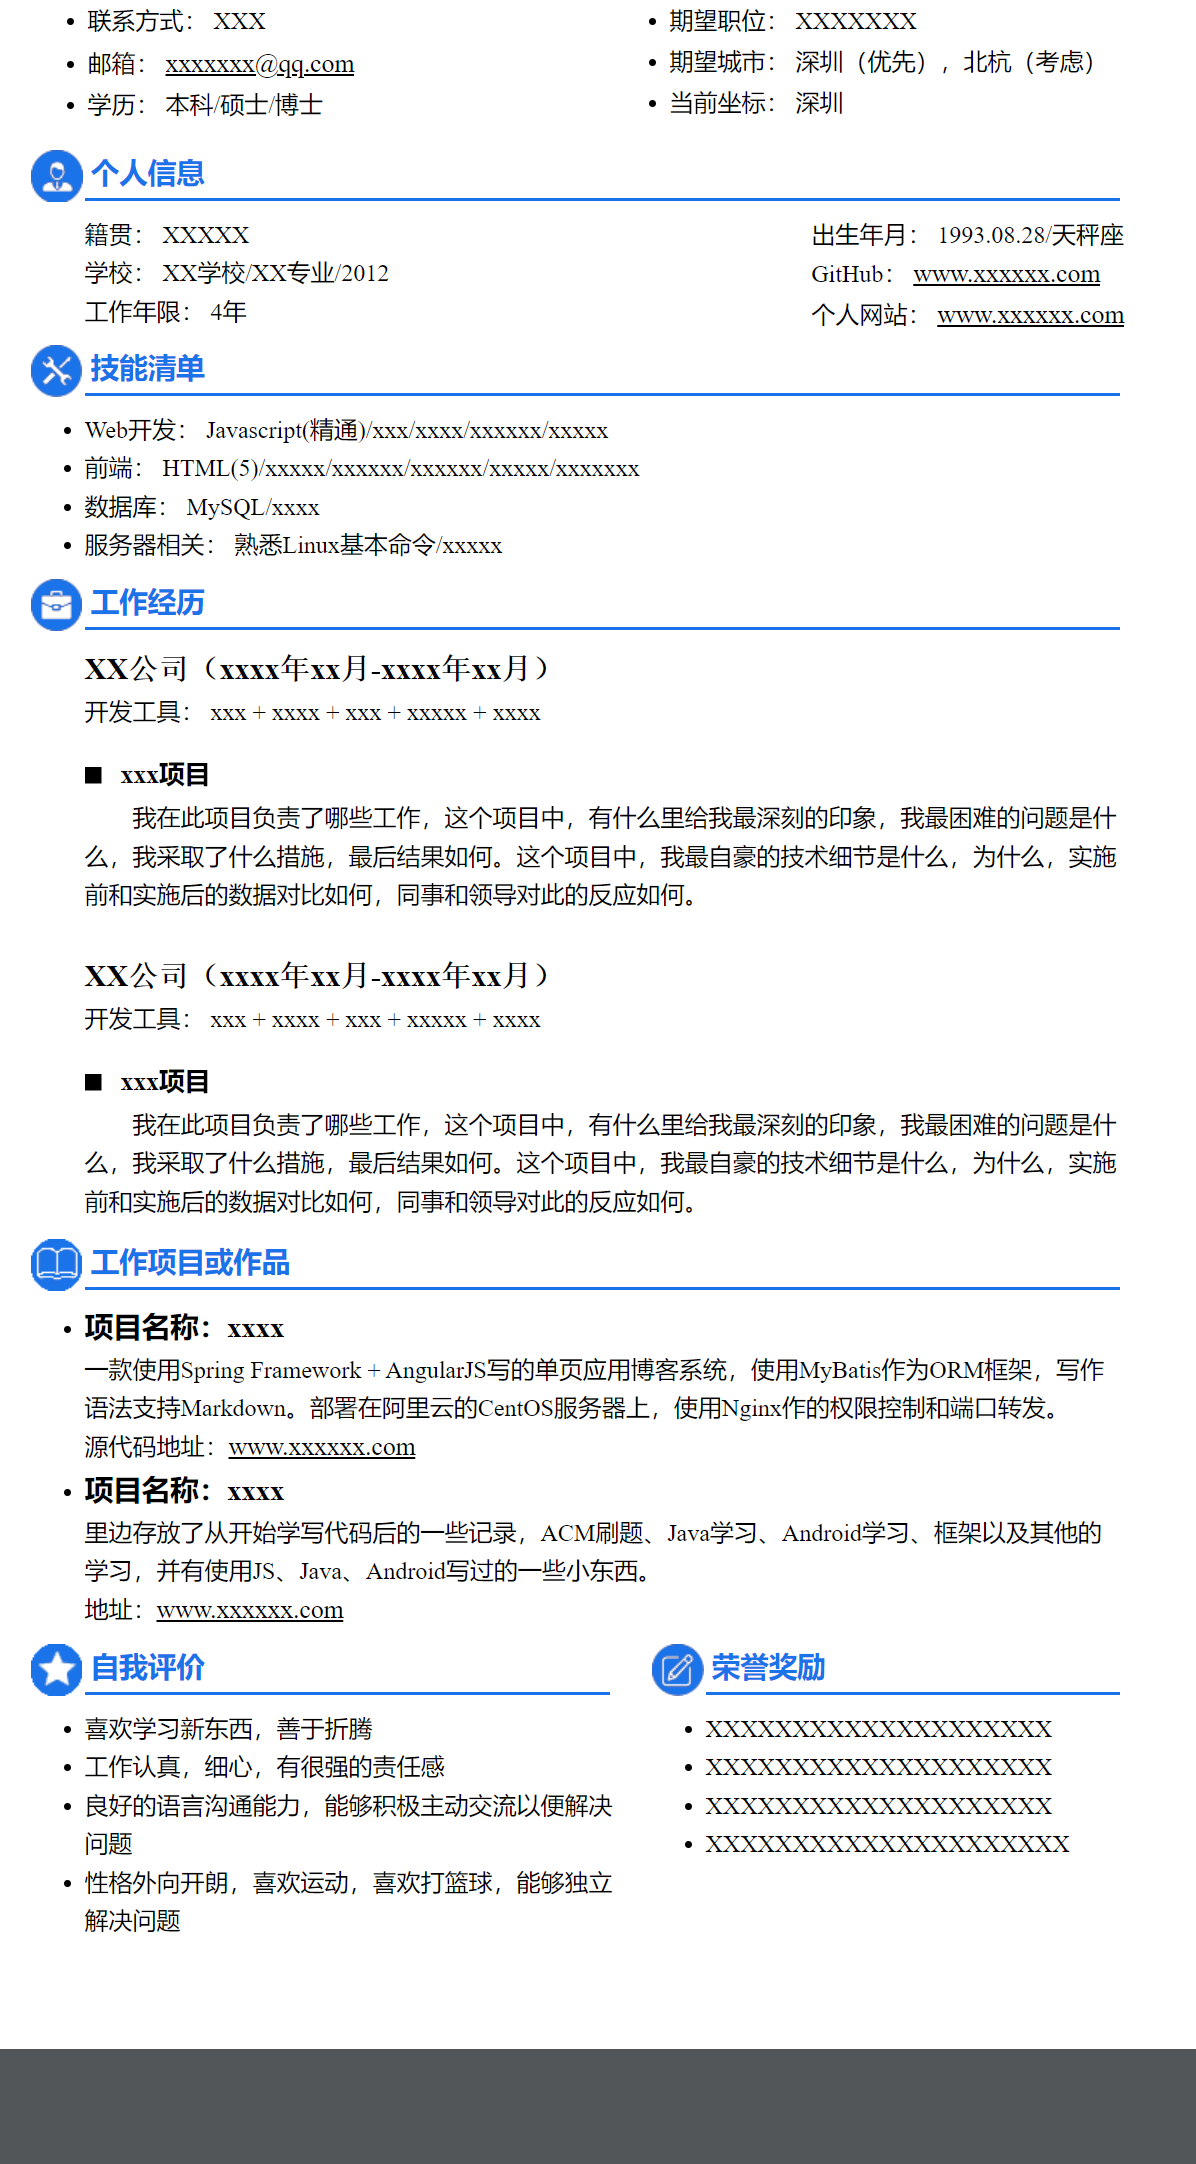 联系方式： XXX
邮箱： xxxxxxx@qq.com
学历： 本科/硕士/博士
期望职位： XXXXXXX
期望城市： 深圳（优先），北杭（考虑）
当前坐标： 深圳
个人信息
籍贯： XXXXX
学校： XX学校/XX专业/2012
工作年限： 4年
出生年月： 1993.08.28/天秤座
GitHub： www.xxxxxx.com
个人网站： www.xxxxxx.com
技能清单
Web开发： Javascript(精通)/xxx/xxxx/xxxxxx/xxxxx
前端： HTML(5)/xxxxx/xxxxxx/xxxxxx/xxxxx/xxxxxxx
数据库： MySQL/xxxx
服务器相关： 熟悉Linux基本命令/xxxxx
工作经历
XX公司（xxxx年xx月-xxxx年xx月）
开发工具： xxx + xxxx + xxx + xxxxx + xxxx
■ xxx项目
我在此项目负责了哪些工作，这个项目中，有什么里给我最深刻的印象，我最困难的问题是什
么，我采取了什么措施，最后结果如何。这个项目中，我最自豪的技术细节是什么，为什么，实施
前和实施后的数据对比如何，同事和领导对此的反应如何。
XX公司（xxxx年xx月-xxxx年xx月）
开发工具： xxx + xxxx + xxx + xxxxx + xxxx
■ xxx项目
我在此项目负责了哪些工作，这个项目中，有什么里给我最深刻的印象，我最困难的问题是什
么，我采取了什么措施，最后结果如何。这个项目中，我最自豪的技术细节是什么，为什么，实施
前和实施后的数据对比如何，同事和领导对此的反应如何。
工作项目或作品
项目名称：xxxx
一款使用Spring Framework + AngularJS写的单页应用博客系统，使用MyBatis作为ORM框架，写作
语法支持Markdown。部署在阿里云的CentOS服务器上，使用Nginx作的权限控制和端口转发。
源代码地址：www.xxxxxx.com
项目名称：xxxx
里边存放了从开始学写代码后的一些记录，ACM刷题、Java学习、Android学习、框架以及其他的
学习，并有使用JS、Java、Android写过的一些小东西。
地址：www.xxxxxx.com
自我评价
喜欢学习新东西，善于折腾
工作认真，细心，有很强的责任感
良好的语言沟通能力，能够积极主动交流以便解决
问题
性格外向开朗，喜欢运动，喜欢打篮球，能够独立
解决问题
荣誉奖励
XXXXXXXXXXXXXXXXXXXX
XXXXXXXXXXXXXXXXXXXX
XXXXXXXXXXXXXXXXXXXX
XXXXXXXXXXXXXXXXXXXXX